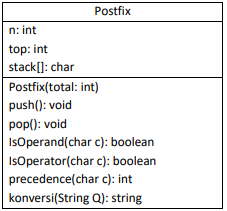 Postfix
n: int
top: int
stack[]: char
Postfix(total: int)
push(): void
pop(): void
IsOperand(char c): boolean
IsOperator(char c): boolean
precedence(char c): int
konversi(String Q): string